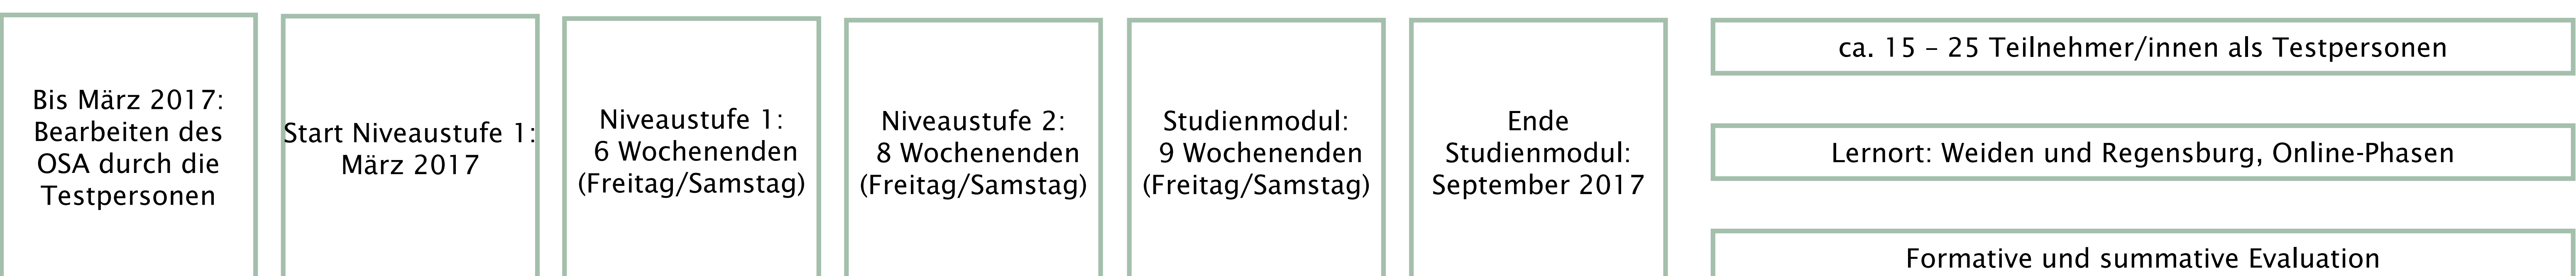 Bis März 2017:
Bearbeiten des
OSA durch die
Testpersonen
Start Niveaustufe 1:
März 2017
Niveaustufe 1:
6 Wochenenden
(Freitag/Samstag)
Niveaustufe 2:
8 Wochenenden
(Freitag/Samstag)
Studienmodul:
9 Wochenenden
(Freitag/Samstag)
Ende
Studienmodul:
September 2017
ca. 15 – 25 Teilnehmer/innen als Testpersonen
Lernort: Weiden und Regensburg, Online-Phasen
Formative und summative Evaluation